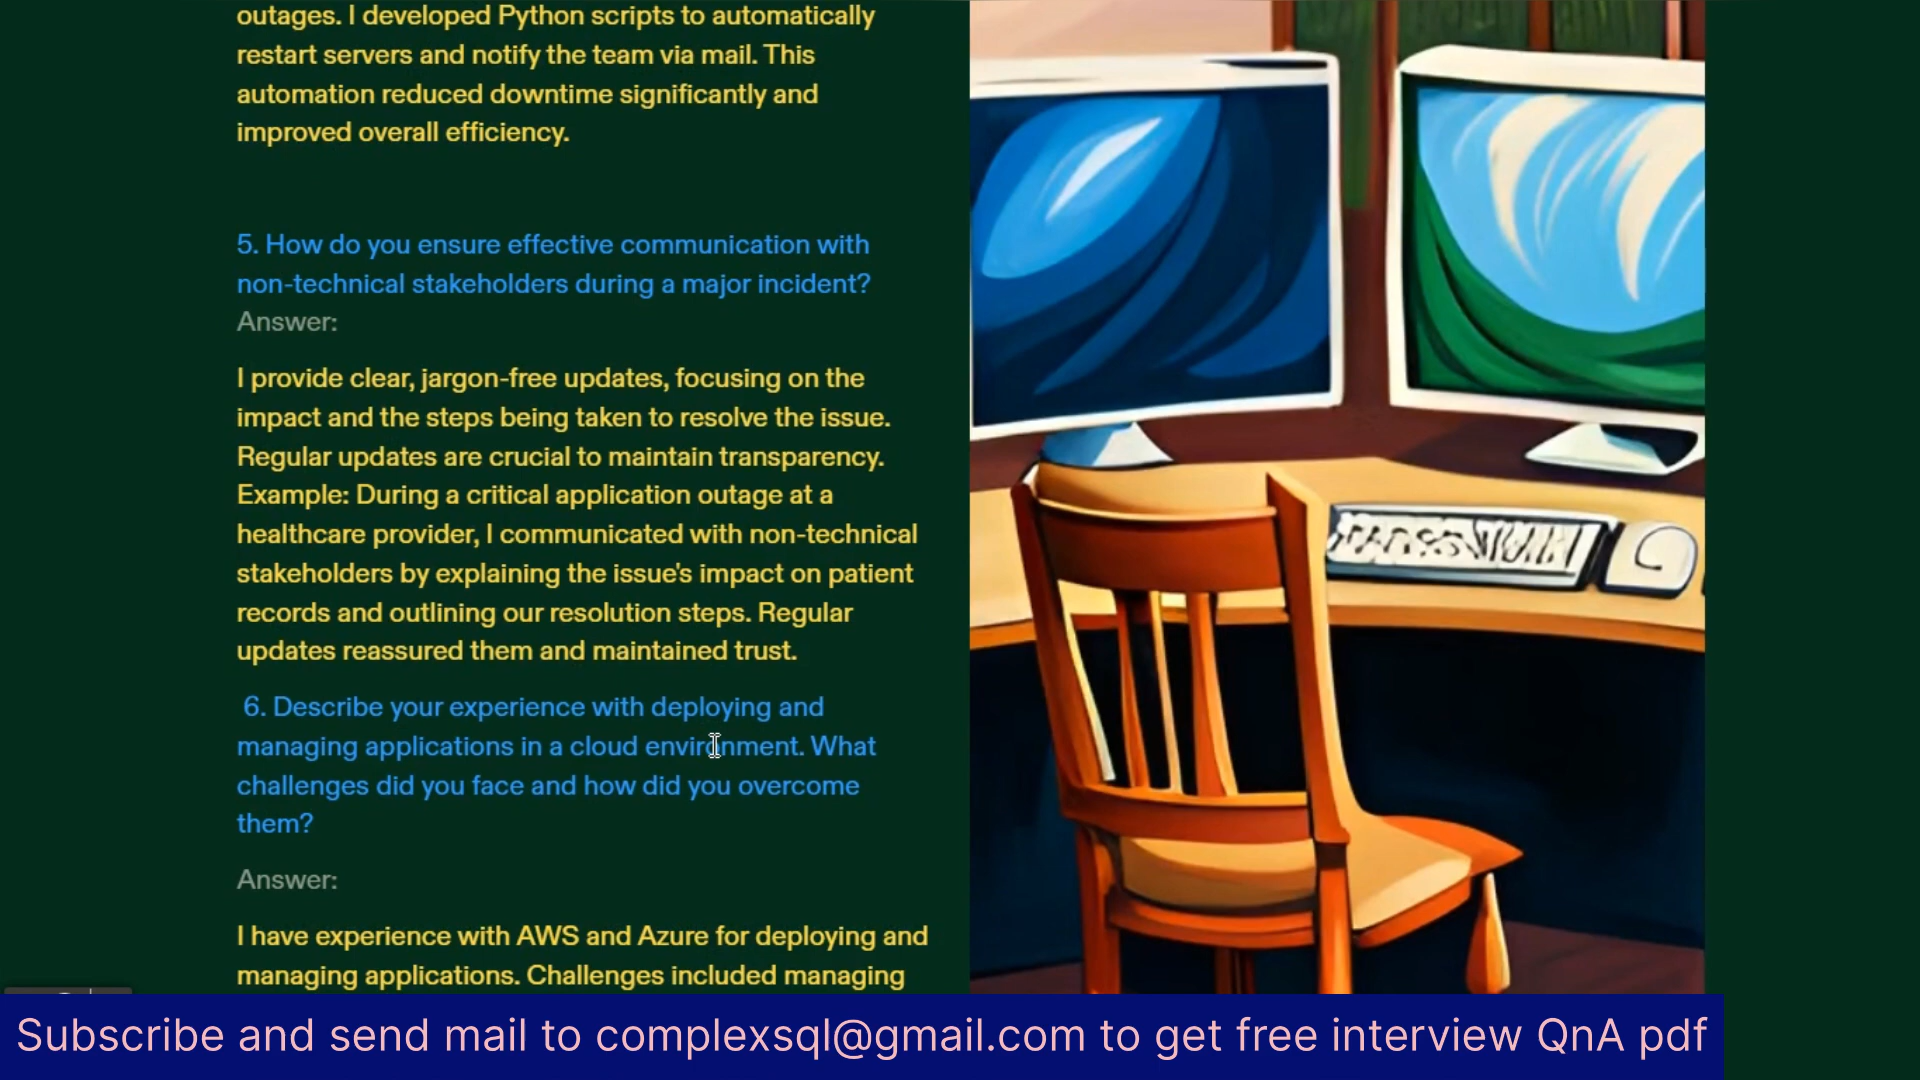 outages. I developed Python scripts to automatically
restart servers and notify the team via mail. This
automation reduced downtime significantly and
improved overall efficiency.
5. How do you ensure effective communication with
non-technical stakeholders during a major incident?
Answer:
I provide clear, jargon-free updates, focusing on the
impact and the steps being taken to resolve the issue.
Regular updates are crucial to maintain transparency.
Example: During a critical application outage at a
healthcare provider, I communicated with non-technical
stakeholders by explaining the issue's impact on patient
records and outlining our resolution steps. Regular
updates reassured them and maintained trust.
6. Describe your experience with deploying and
managing applications in a cloud environment. What
challenges did you face and how did you overcome
them?
Answer:
I have experience with AWS and Azure for deploying and
managing applications. Challenges included managing
Subscribe and send mail to complexsql@gmail.com to get free interview QnA pdf